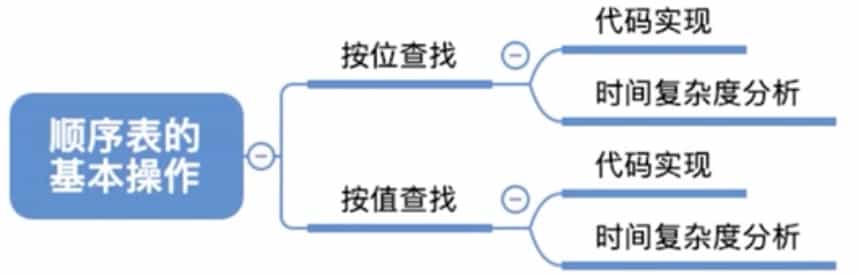 顺序表的
基本操作
按位查找
代码实现
时间复杂度分析
按值查找
代码实现
时间复杂度分析